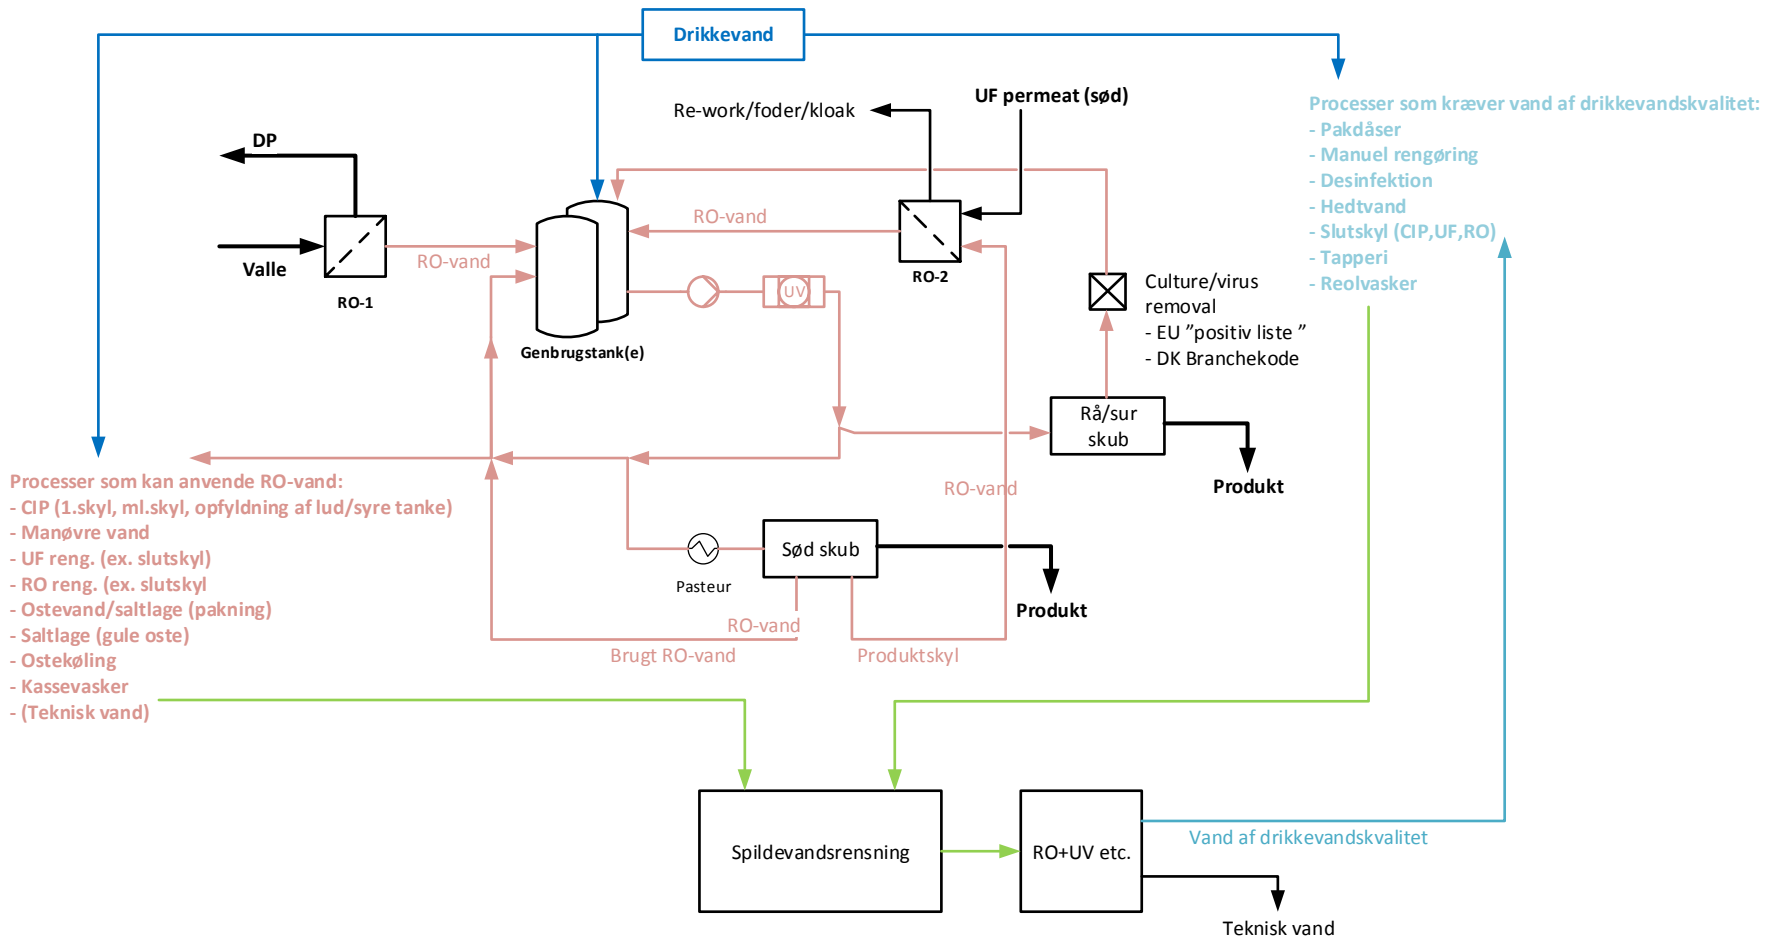 Drikkevand
UF permeat (sød)
Re-work/foder/kloak
Processer som kræver vand af drikkevandskvalitet:
- Pakdåser
- Manuel rengøring
- Desinfektion
- Hedtvand
- Slutskyl (CIP,UF,RO)
- Tapperi
- Reolvasker
DP
RO-vand
Valle
RO-vand
RO-1
RO-2
UV
Culture/virus
removal
- EU ”positiv liste ”
- DK Branchekode
Genbrugstank(e)
Rå/sur
skub
Produkt
RO-vand
Processer som kan anvende RO-vand:
- CIP (1.skyl, ml.skyl, opfyldning af lud/syre tanke)
- Manøvre vand
- UF reng. (ex. slutskyl)
- RO reng. (ex. slutskyl
- Ostevand/saltlage (pakning)
- Saltlage (gule oste)
- Ostekøling
- Kassevasker
- (Teknisk vand)
Sød skub
Pasteur
Produkt
RO-vand
Brugt RO-vand
Produktskyl
Spildevandsrensning
RO+UV etc.
Vand af drikkevandskvalitet
Teknisk vand